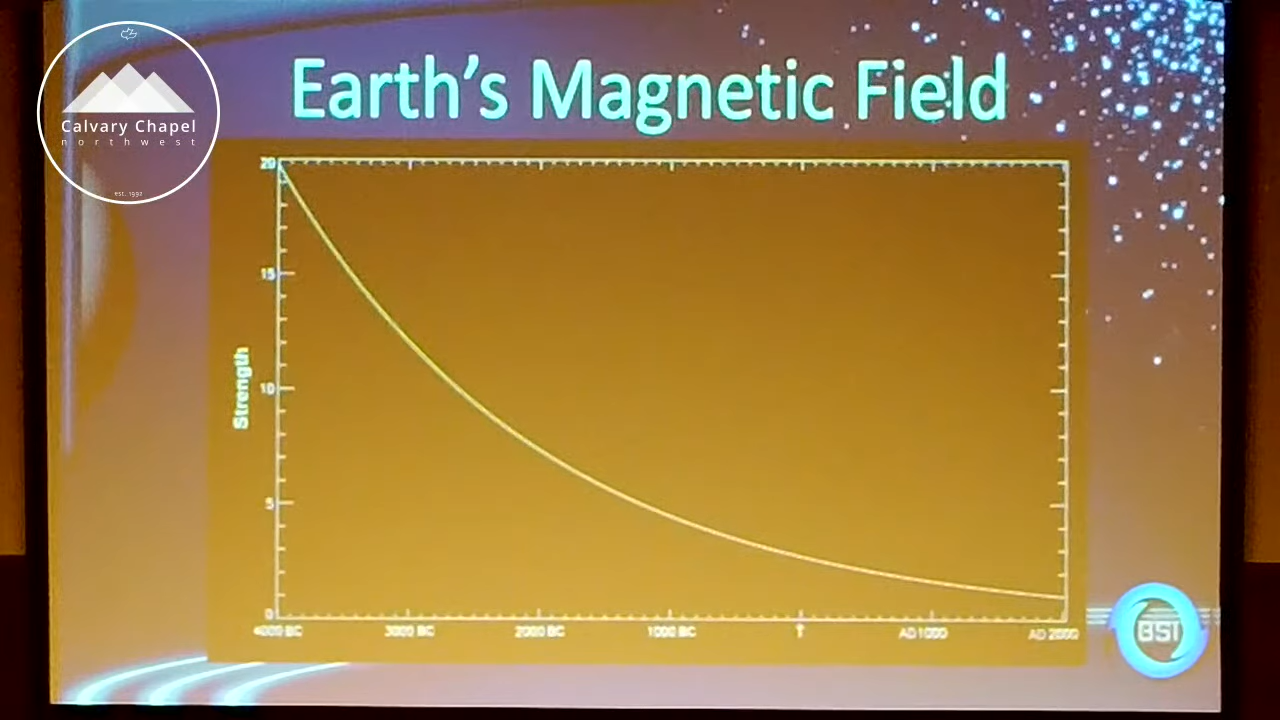 Earth's Magnetic Field
Calvary Chapel
northwest
est. 1992
20
15
10
5
0
Strength
4000 BC
3000 BC
2000 BC
1000 BC
AD 1000
AD 2000
BSI